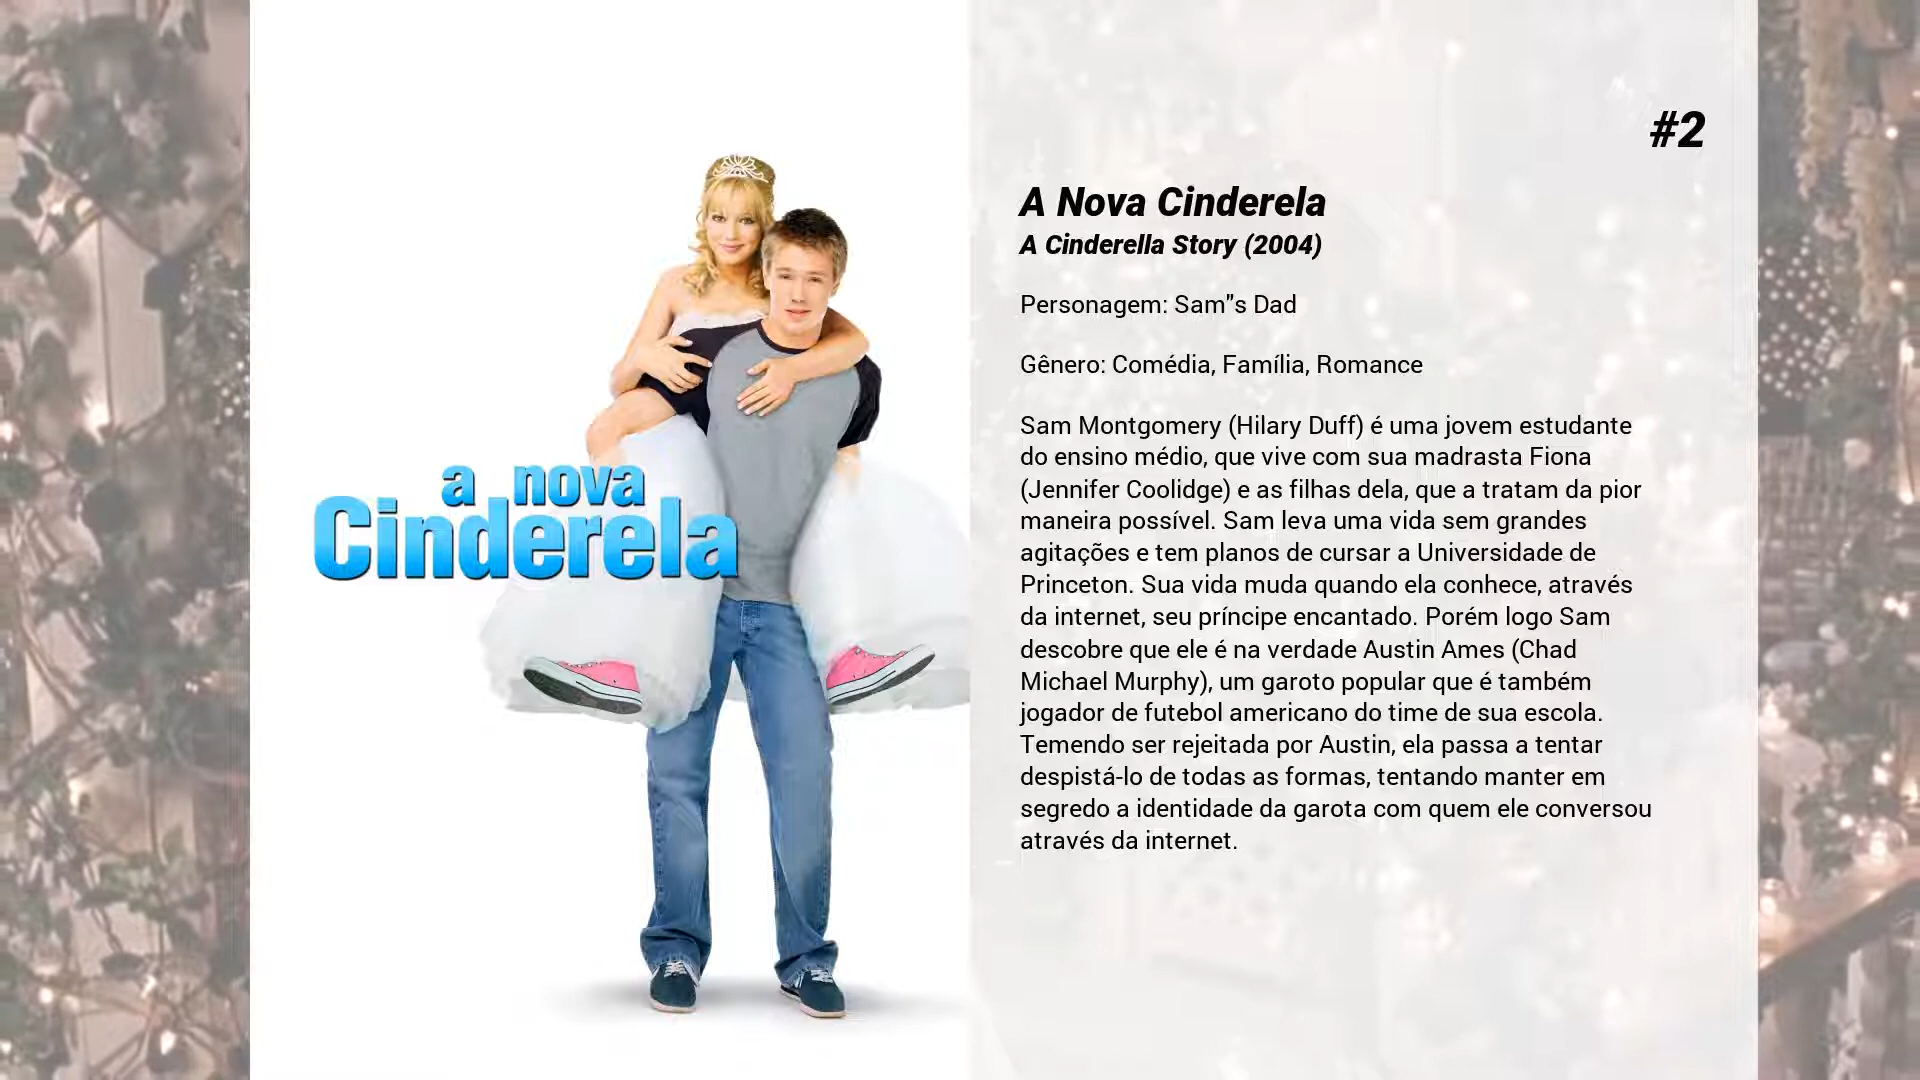 #2
A Nova Cinderela
A Cinderella Story (2004)
Personagem: Sam"s Dad
Gênero: Comédia, Família, Romance
Sam Montgomery (Hilary Duff) é uma jovem estudante
do ensino médio, que vive com sua madrasta Fiona
(Jennifer Coolidge) e as filhas dela, que a tratam da pior
maneira possível. Sam leva uma vida sem grandes
agitações e tem planos de cursar a Universidade de
Princeton. Sua vida muda quando ela conhece, através
da internet, seu príncipe encantado. Porém logo Sam
descobre que ele é na verdade Austin Ames (Chad
Michael Murphy), um garoto popular que é também
jogador de futebol americano do time de sua escola.
Temendo ser rejeitada por Austin, ela passa a tentar
despistá-lo de todas as formas, tentando manter em
segredo a identidade da garota com quem ele conversou
através da internet.
a nova
Cinderela